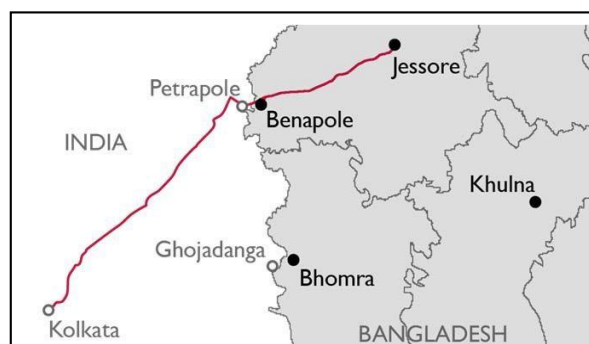 Jessore
Petrapole
Benapole
INDIA
Khulna
Ghojadanga
Bhomra
Kolkata
BANGLADESH